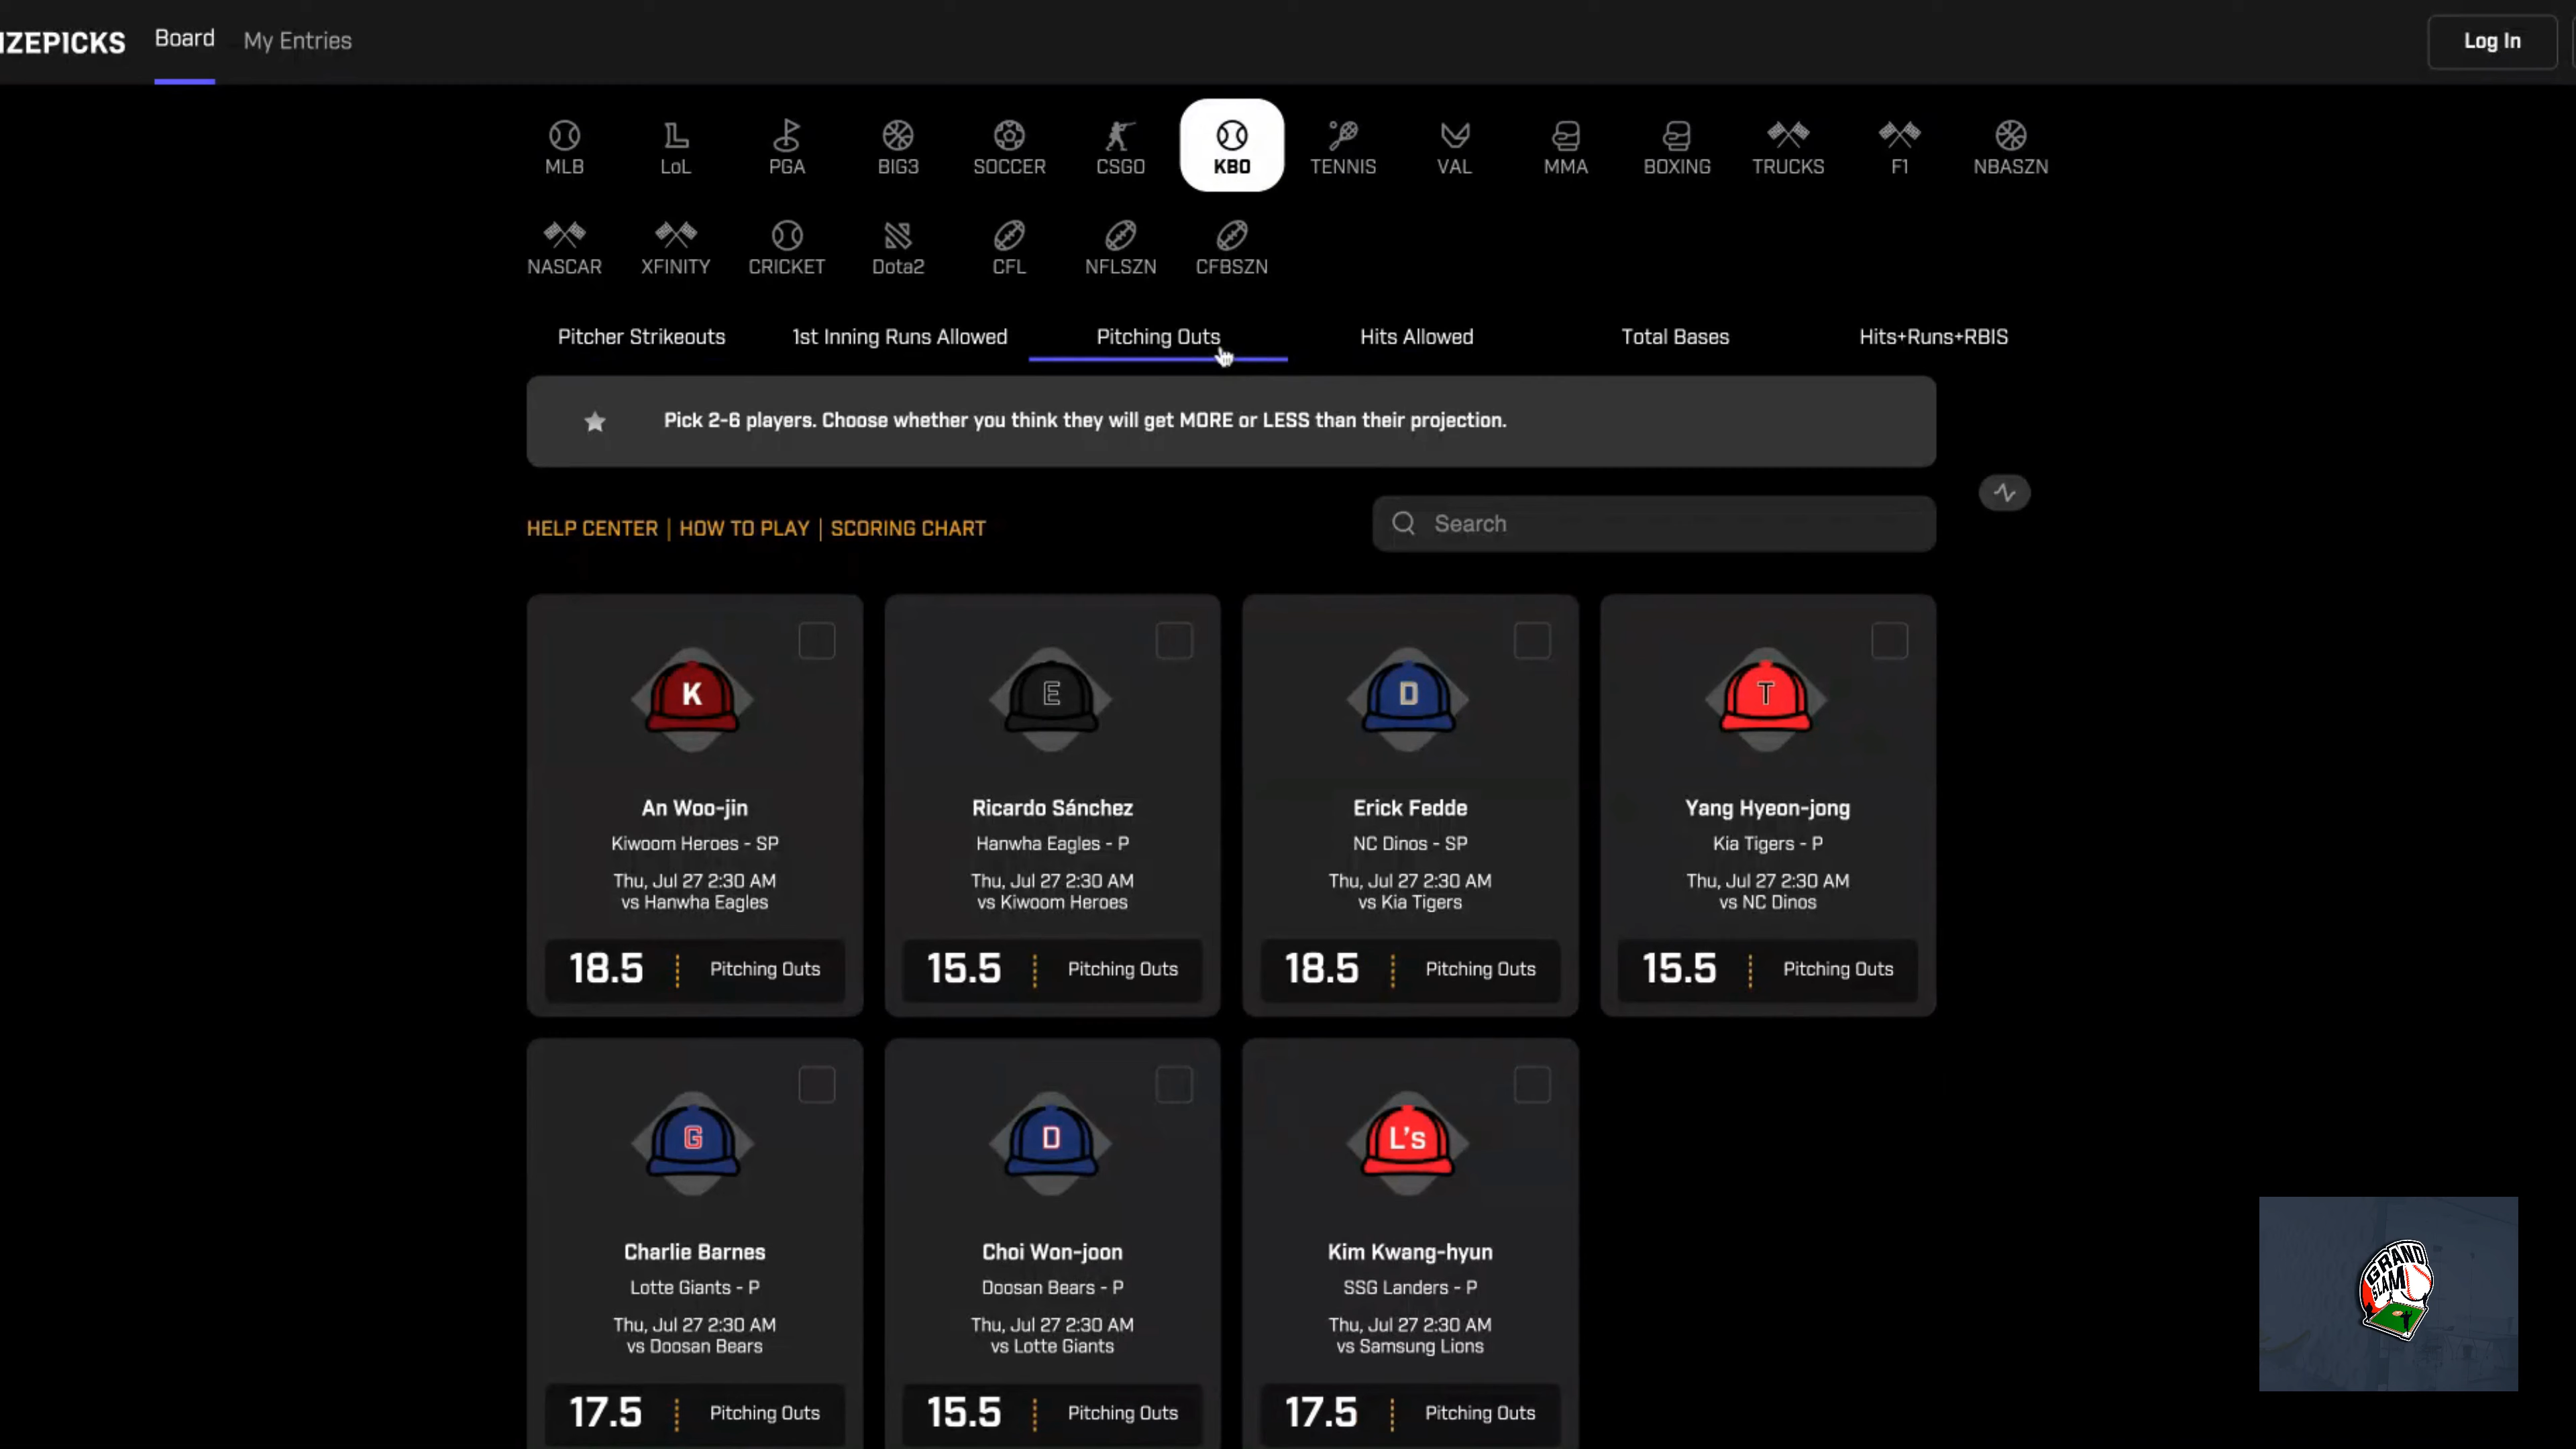 IZEPICKS
Board
My Entries
Log In
MLB
LoL
PGA
BIG3
SOCCER
CSGO
KBO
TENNIS
VAL
MMA
BOXING
TRUCKS
F1
NBASZN
NASCAR
XFINITY
CRICKET
Dota2
CFL
NFLSZN
CFBSZN
Pitcher Strikeouts
1st Inning Runs Allowed
Pitching Outs
Hits Allowed
Total Bases
Hits+Runs+RBIS
Pick 2-6 players. Choose whether you think they will get MORE or LESS than their projection.
HELP CENTER | HOW TO PLAY | SCORING CHART
Search
K
An Woo-jin
Kiwoom Heroes - SP
Thu, Jul 27 2:30 AM
vs Hanwha Eagles
18.5 Pitching Outs
E
Ricardo Sánchez
Hanwha Eagles - P
Thu, Jul 27 2:30 AM
vs Kiwoom Heroes
15.5 Pitching Outs
D
Erick Fedde
NC Dinos - SP
Thu, Jul 27 2:30 AM
vs Kia Tigers
18.5 Pitching Outs
T
Yang Hyeon-jong
Kia Tigers - P
Thu, Jul 27 2:30 AM
vs NC Dinos
15.5 Pitching Outs
G
Charlie Barnes
Lotte Giants - P
Thu, Jul 27 2:30 AM
vs Doosan Bears
17.5 Pitching Outs
D
Choi Won-joon
Doosan Bears - P
Thu, Jul 27 2:30 AM
vs Lotte Giants
15.5 Pitching Outs
L's
Kim Kwang-hyun
SSG Landers - P
Thu, Jul 27 2:30 AM
vs Samsung Lions
17.5 Pitching Outs
GRAND
SLAM